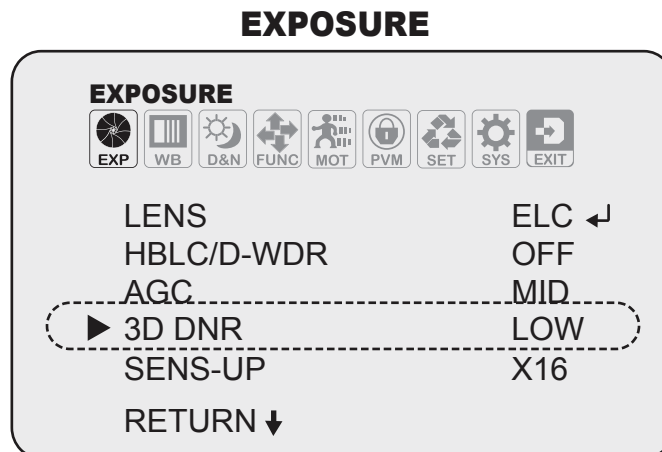 EXPOSURE
EXPOSURE
EXP WB D&N FUNC MOT PVM SET SYS EXIT
LENS ELC
HBLC/D-WDR OFF
AGC MID
3D DNR LOW
SENS-UP X16
RETURN